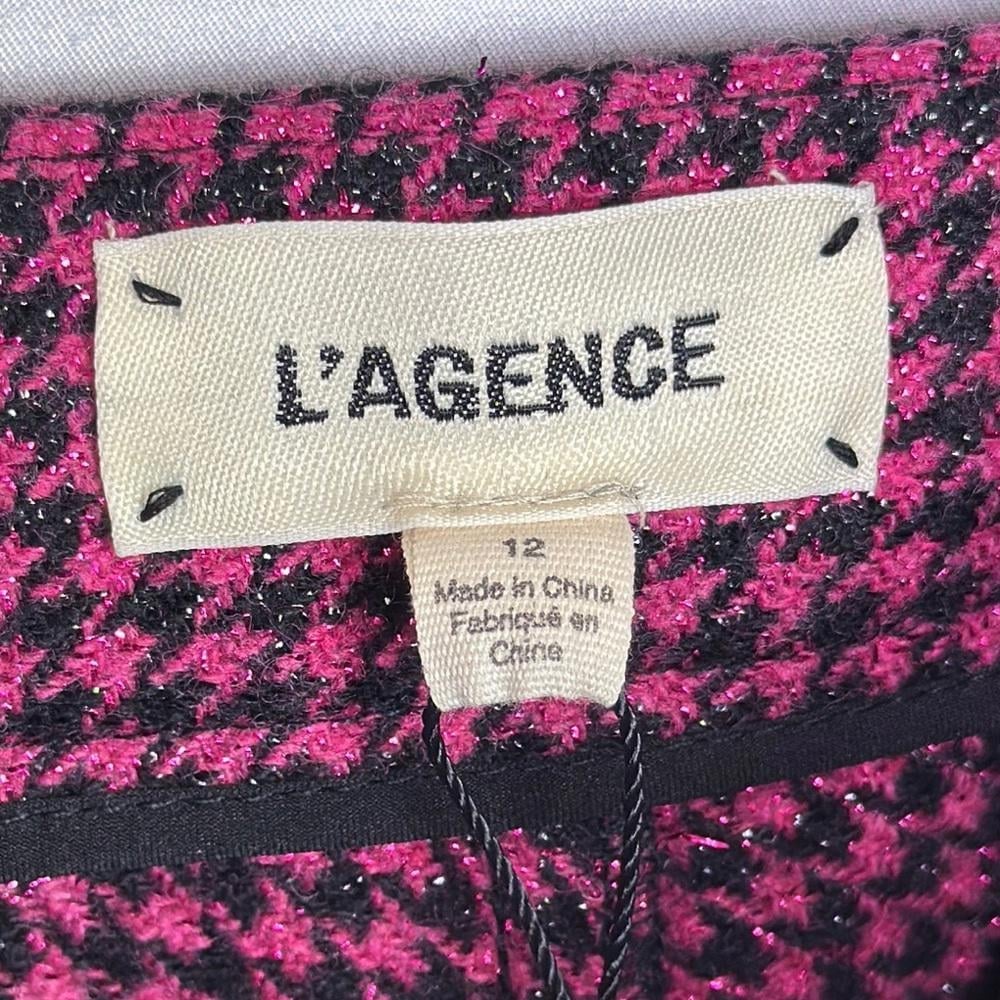 L'AGENCE
12
Made in China
Fabriqué en
Chine